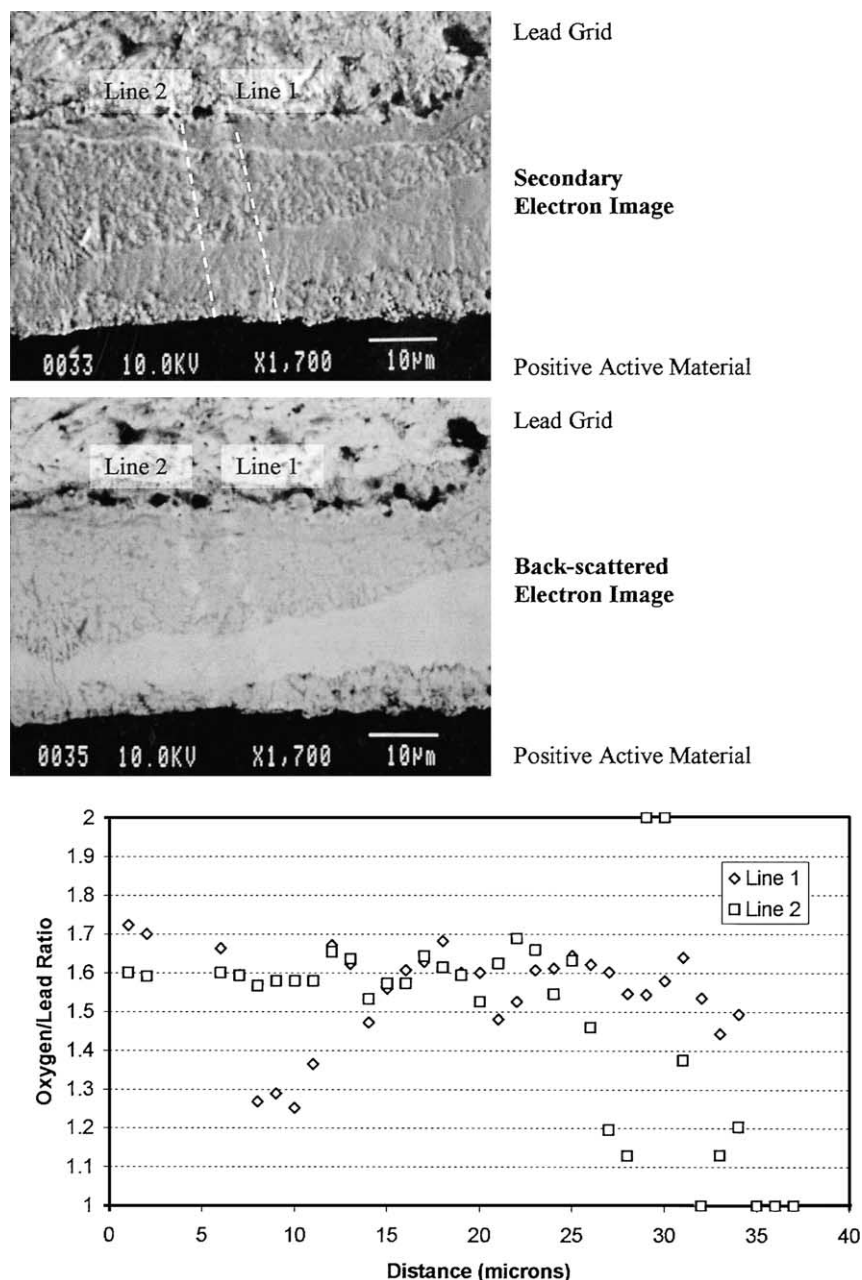 Lead Grid
Line 2 Line 1
Secondary
Electron Image
0033 10.0KV X1,700 10µm
Positive Active Material
Lead Grid
Line 2 Line 1
Back-scattered
Electron Image
0035 10.0KV X1,700 10µm
Positive Active Material
2
1.9
1.8
1.7
1.6
1.5
1.4
1.3
1.2
1.1
1
Oxygen/Lead Ratio
Line 1
Line 2
0 5 10 15 20 25 30 35 40
Distance (microns)